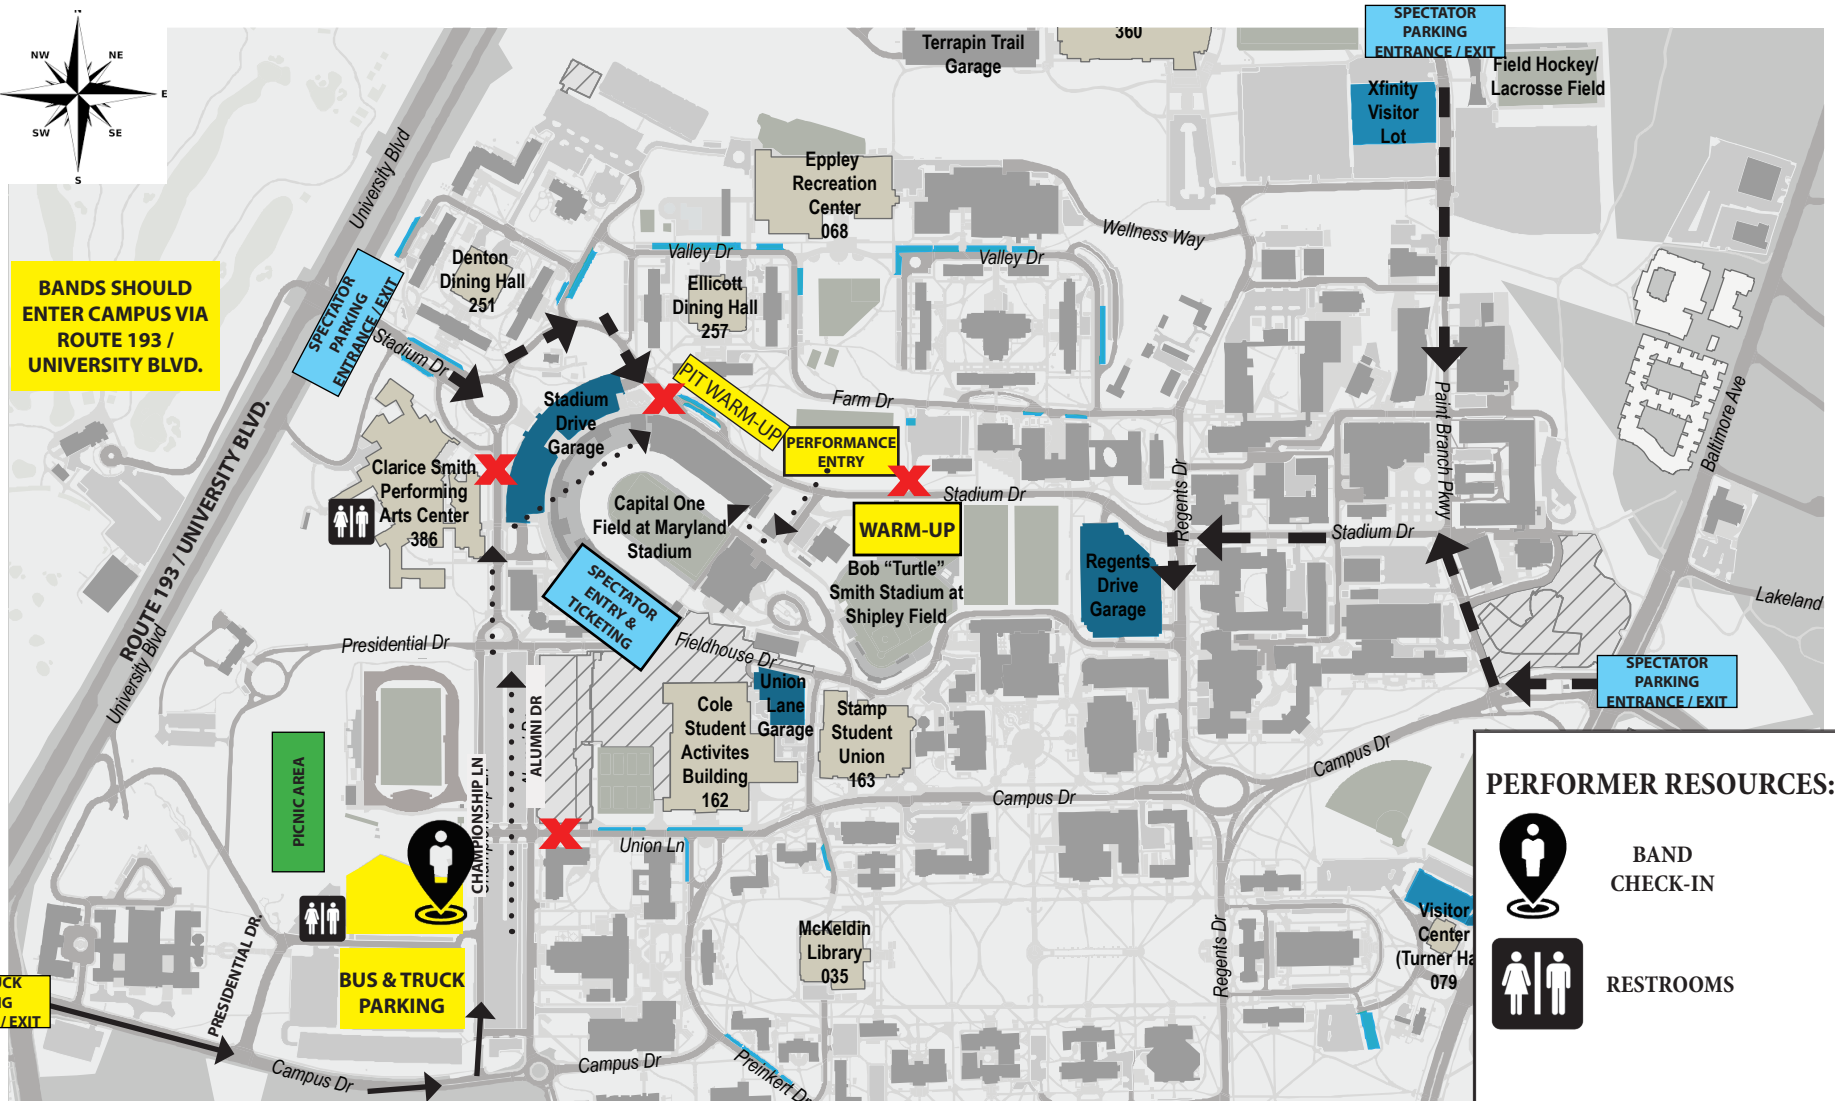 N
NW
NE
E
SW
SE
S
SPECTATOR
PARKING
ENTRANCE / EXIT
Terrapin Trail
Garage
360
Field Hockey/
Lacrosse Field
Xfinity
Visitor
Lot
University Blvd
Eppley
Recreation
Center
068
Wellness Way
Valley Dr
Valley Dr
Denton
Dining Hall
251
Ellicott
Dining Hall
257
BANDS SHOULD
ENTER CAMPUS VIA
ROUTE 193 /
UNIVERSITY BLVD.
SPECTATOR
PARKING
ENTRANCE / EXIT
Stadium Dr
PIT WARM-UP
Farm Dr
Stadium
Drive
Garage
PERFORMANCE
ENTRY
Paint Branch Pkwy
Baltimore Ave
Clarice Smith
Performing
Arts Center
386
Capital One
Field at Maryland
Stadium
Stadium Dr
WARM-UP
Regents Dr
Stadium Dr
ROUTE 193 / UNIVERSITY BLVD.
Bob “Turtle”
Smith Stadium at
Shipley Field
Regents
Drive
Garage
SPECTATOR
ENTRY &
TICKETING
Lakeland
University Blvd
Presidential Dr
Fieldhouse Dr
SPECTATOR
PARKING
ENTRANCE / EXIT
Union
Lane
Garage
Cole
Student
Activites
Building
162
Stamp
Student
Union
163
ALUMNI DR
CHAMPIONSHIP LN
PICNIC AREA
Campus Dr
Campus Dr
Union Ln
PERFORMER RESOURCES:
BAND
CHECK-IN
RESTROOMS
McKeldin
Library
035
Visitor
Center
(Turner Ha
079
Regents Dr
PRESIDENTIAL DR.
BUS & TRUCK
PARKING
/ EXIT
Campus Dr
Campus Dr
Preinkert Dr